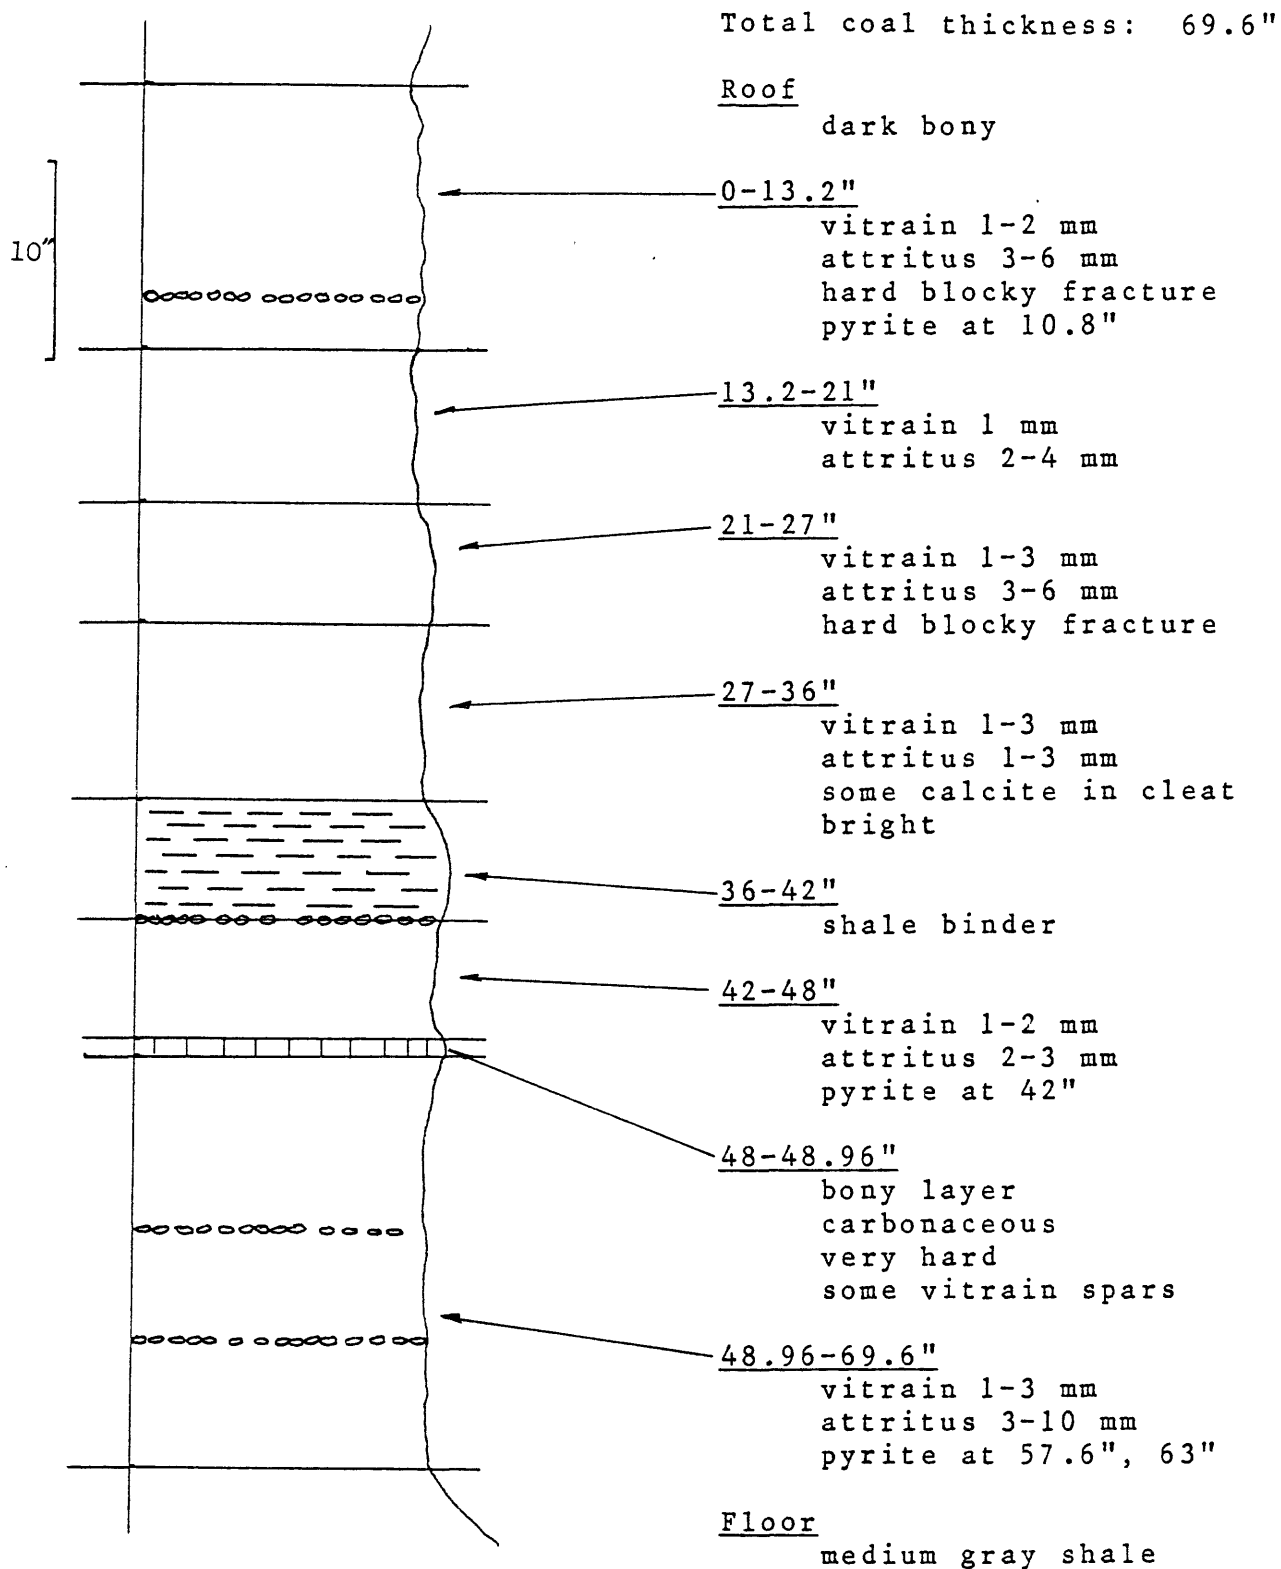 Total coal thickness: 69.6"
Roof
dark bony
10"
0-13.2"
vitrain 1-2 mm
attritus 3-6 mm
hard blocky fracture
pyrite at 10.8"
13.2-21"
vitrain 1 mm
attritus 2-4 mm
21-27"
vitrain 1-3 mm
attritus 3-6 mm
hard blocky fracture
27-36"
vitrain 1-3 mm
attritus 1-3 mm
some calcite in cleat
bright
36-42"
shale binder
42-48"
vitrain 1-2 mm
attritus 2-3 mm
pyrite at 42"
48-48.96"
bony layer
carbonaceous
very hard
some vitrain spars
48.96-69.6"
vitrain 1-3 mm
attritus 3-10 mm
pyrite at 57.6", 63"
Floor
medium gray shale